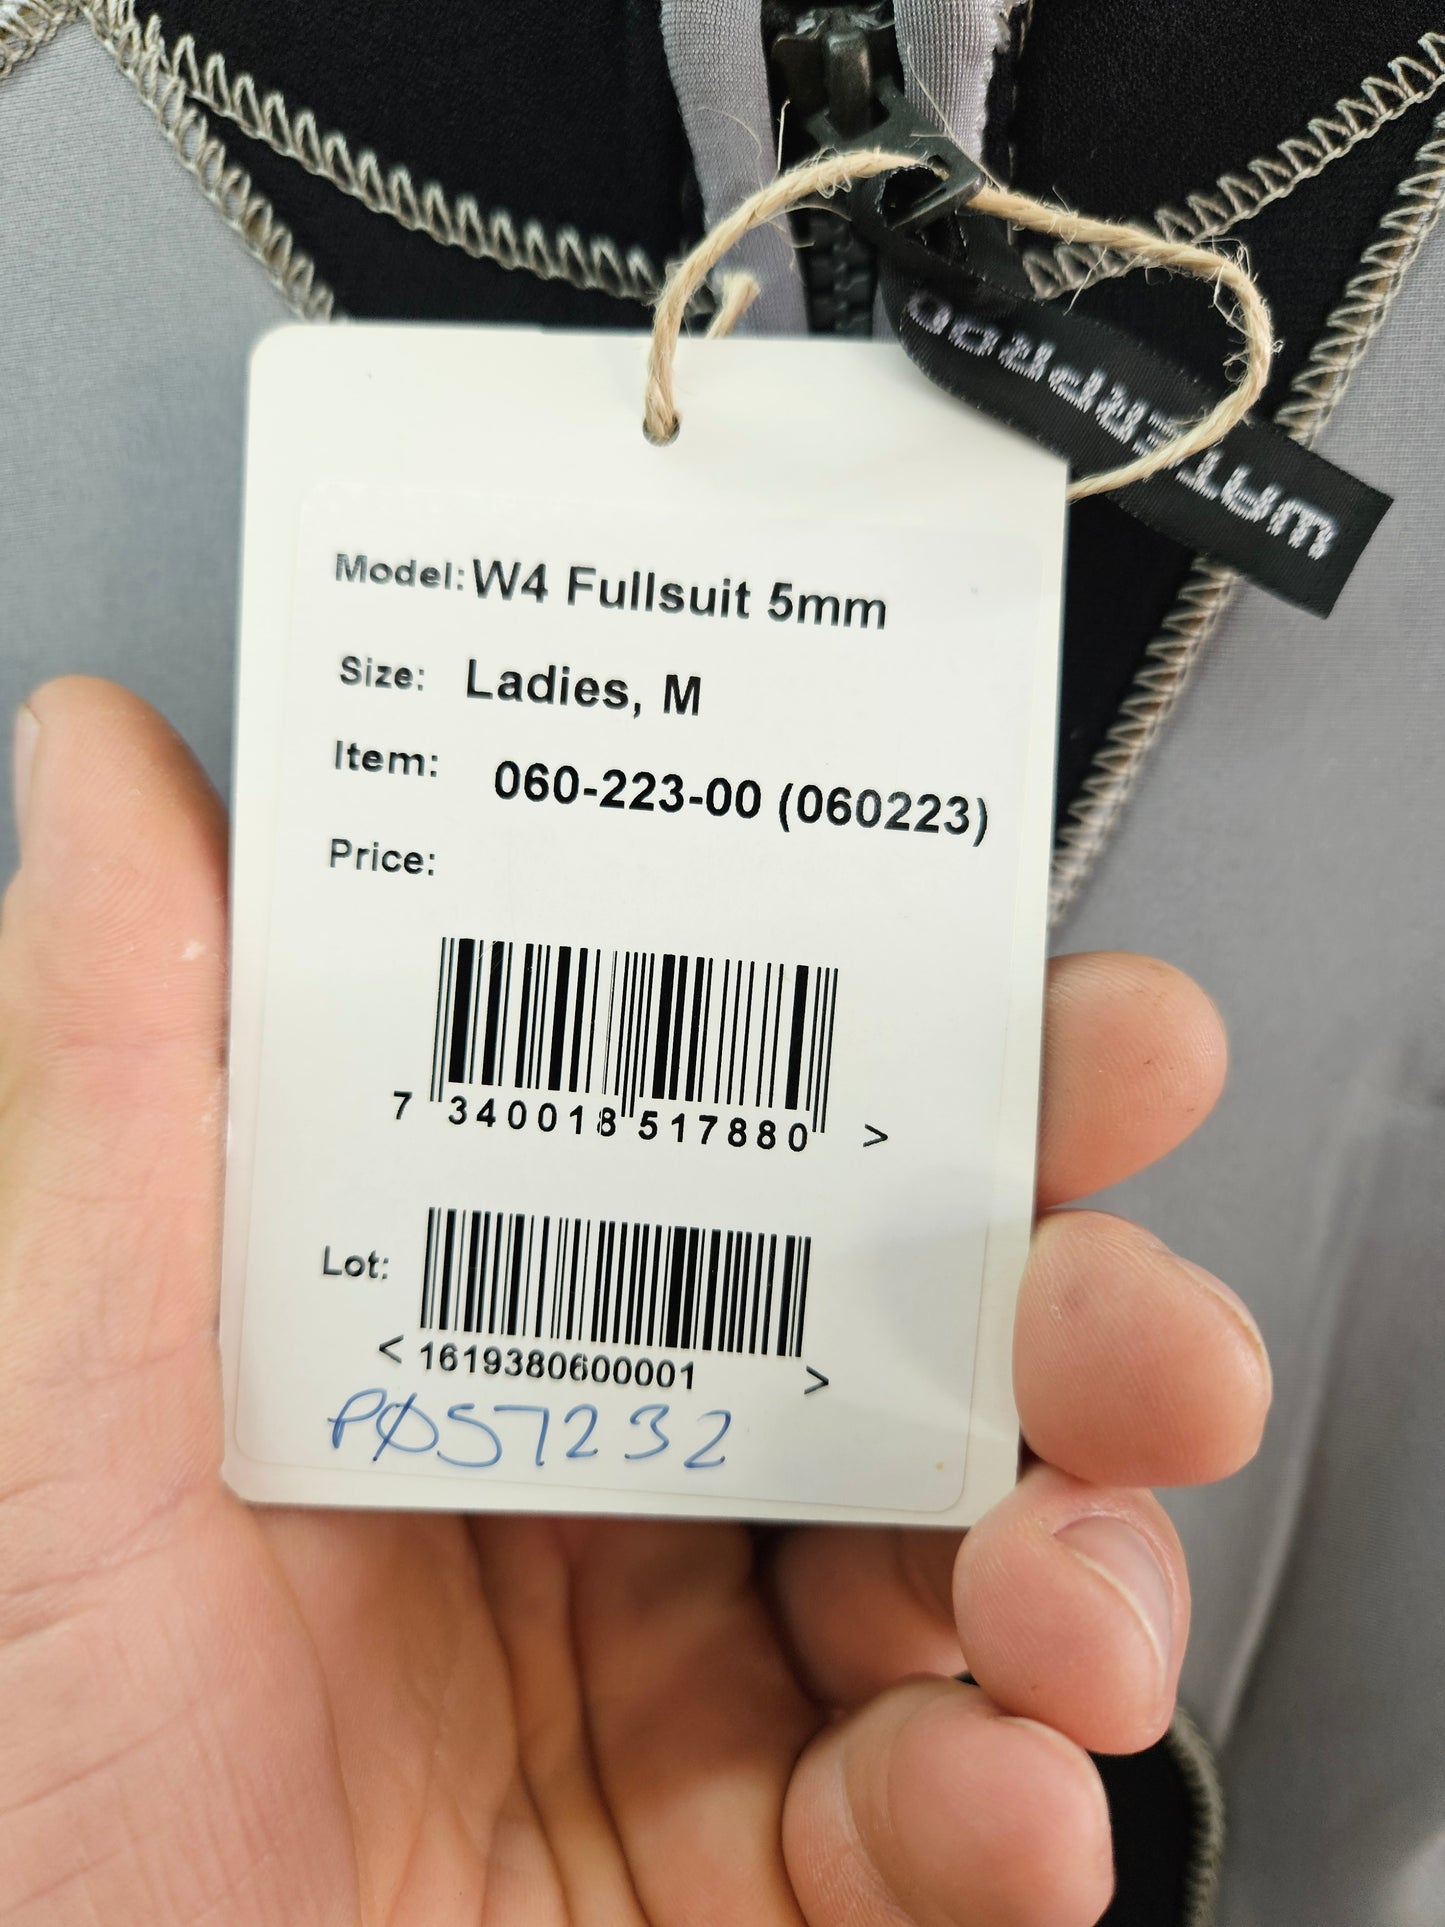 WATERPROOF
Model: W4 Fullsuit 5mm
Size: Ladies, M
Item: 060-223-00 (060223)
Price:
7 340018 517880 >
Lot:
< 1619380600001 >
PØ57232